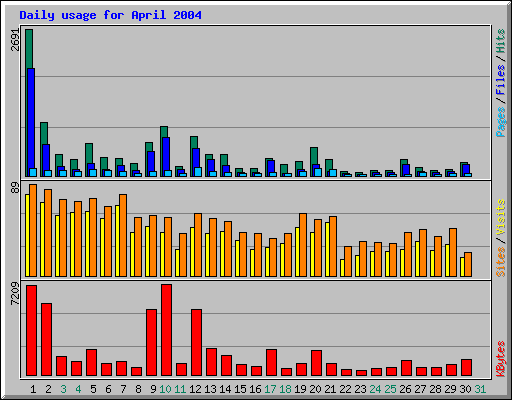 Daily usage for April 2004
2691
Pages / Files / Hits
89
Sites / Visits
7209
KBytes
1 2 3 4 5 6 7 8 9 10 11 12 13 14 15 16 17 18 19 20 21 22 23 24 25 26 27 28 29 30 31